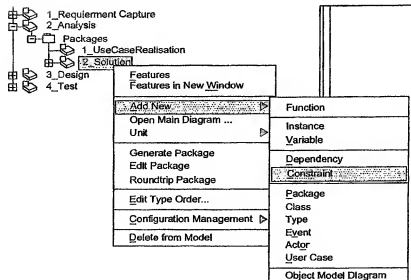 1_Requierment Capture
2_Analysis
Packages
1_UseCaseRealisation
2_Solution
3_Design
4_Test
Features
Features in New Window
Add New
Open Main Diagram ...
Unit
Generate Package
Edit Package
Roundtrip Package
Edit Type Order...
Configuration Management
Delete from Model
Function
Instance
Variable
Dependency
Constraint
Package
Class
Type
Event
Actor
User Case
Object Model Diagram